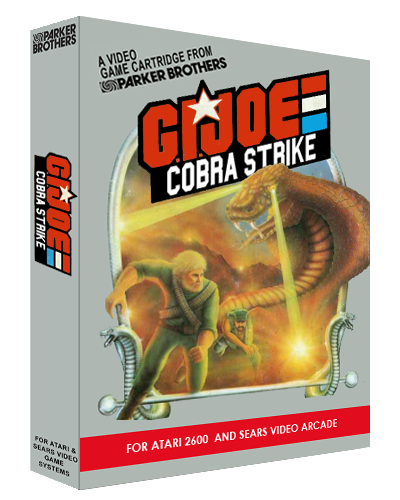 PARKER
BROTHERS
G.I.JOE
COBRA STRIKE
FOR ATARI &
SEARS VIDEO
GAME
SYSTEMS
A VIDEO
GAME CARTRIDGE FROM
PARKER BROTHERS
G.I.JOE
COBRA STRIKE
FOR ATARI 2600 AND SEARS VIDEO ARCADE